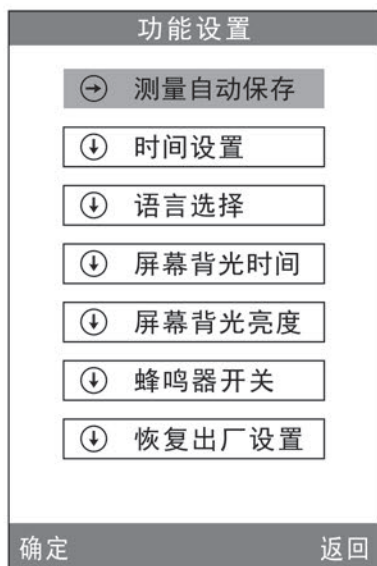 功能设置
测量自动保存
时间设置
语言选择
屏幕背光时间
屏幕背光亮度
蜂鸣器开关
恢复出厂设置
确定 返回